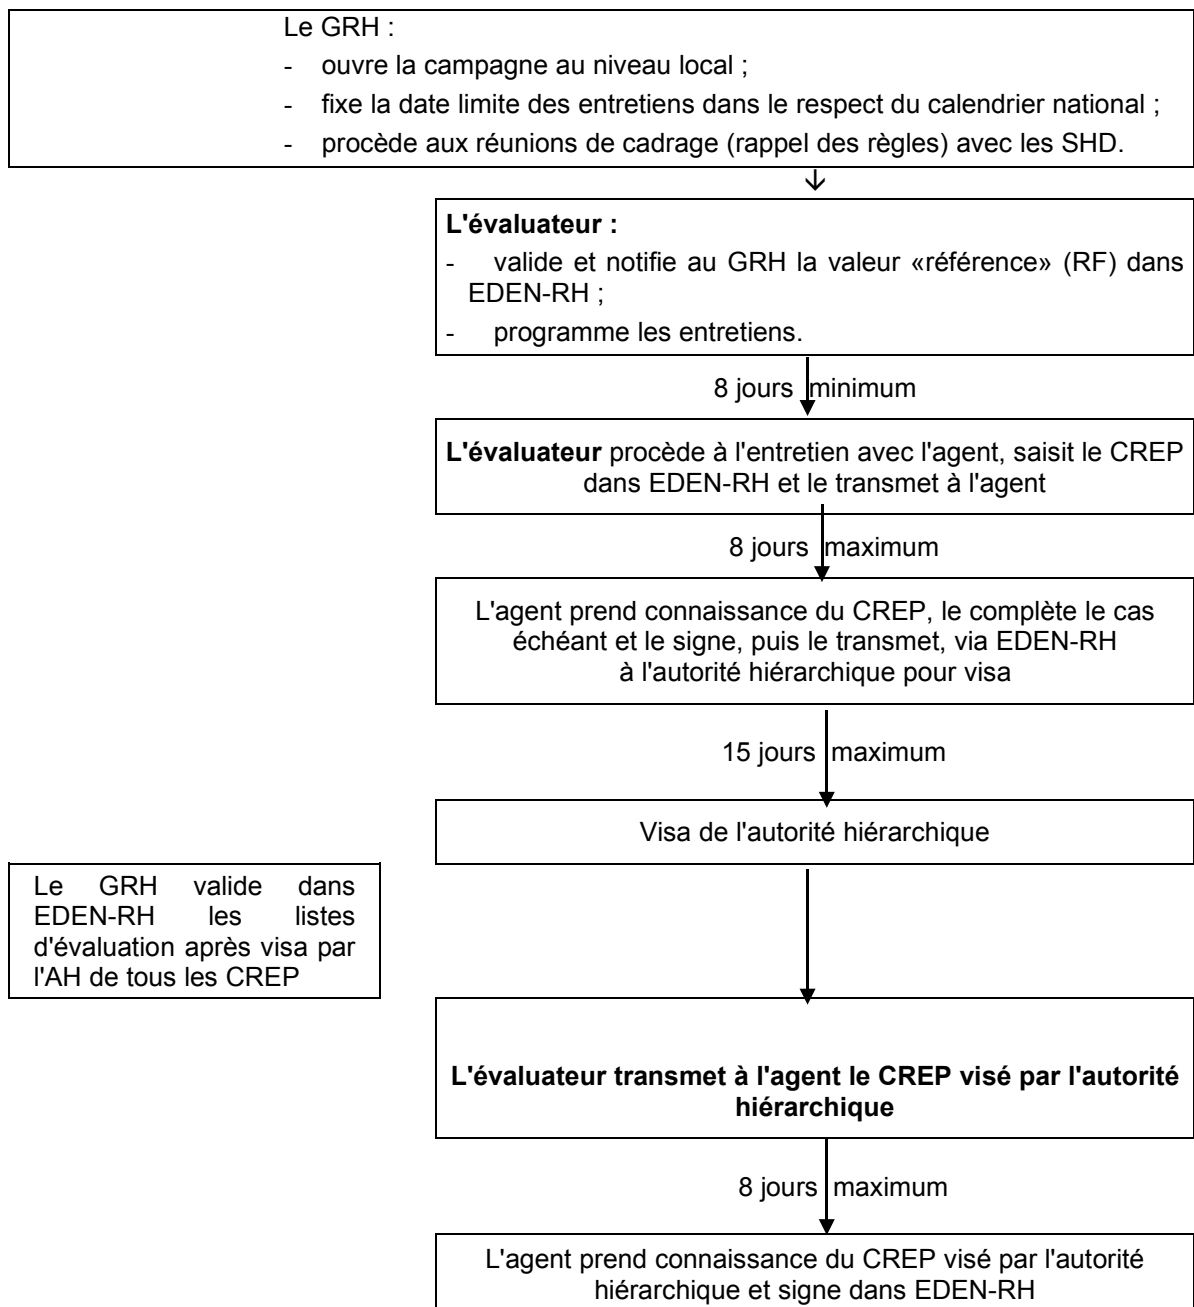 Le GRH :
- ouvre la campagne au niveau local ;
- fixe la date limite des entretiens dans le respect du calendrier national ;
- procède aux réunions de cadrage (rappel des règles) avec les SHD.
L'évaluateur :
- valide et notifie au GRH la valeur «référence» (RF) dans
EDEN-RH ;
- programme les entretiens.
8 jours minimum
L'évaluateur procède à l'entretien avec l'agent, saisit le CREP
dans EDEN-RH et le transmet à l'agent
8 jours maximum
L'agent prend connaissance du CREP, le complète le cas
échéant et le signe, puis le transmet, via EDEN-RH
à l'autorité hiérarchique pour visa
15 jours maximum
Visa de l'autorité hiérarchique
Le GRH valide dans
EDEN-RH les listes
d'évaluation après visa par
l'AH de tous les CREP
L'évaluateur transmet à l'agent le CREP visé par l'autorité
hiérarchique
8 jours maximum
L'agent prend connaissance du CREP visé par l'autorité
hiérarchique et signe dans EDEN-RH